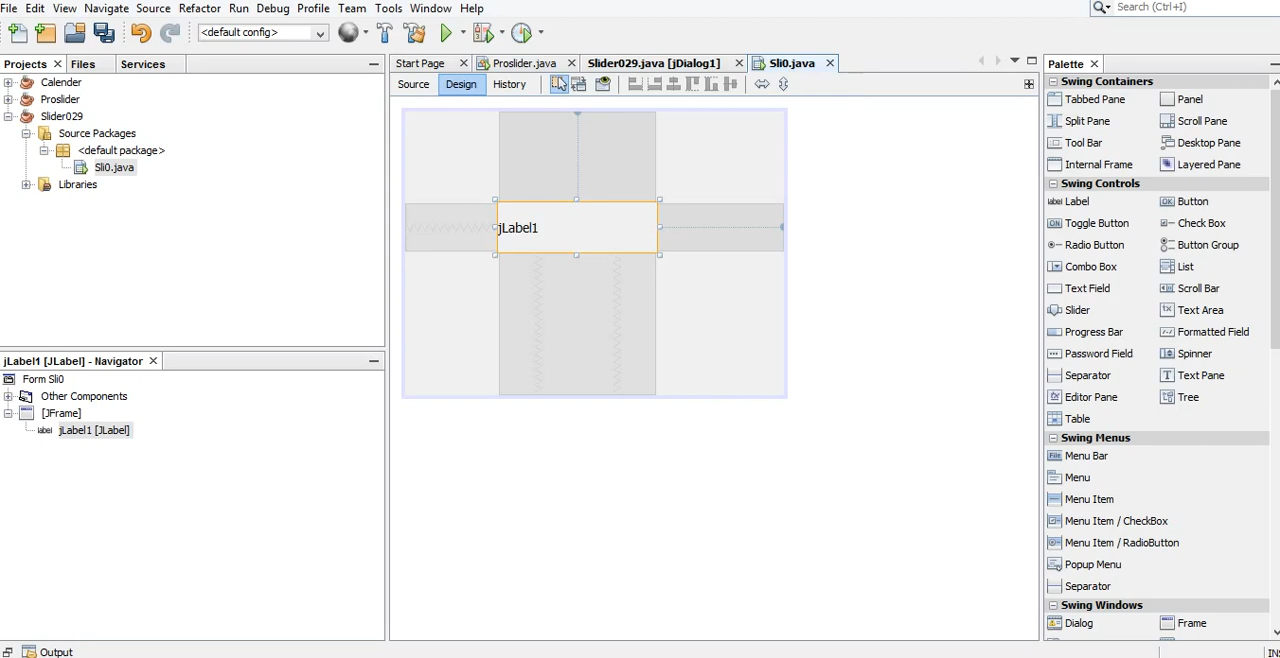 File Edit View Navigate Source Refactor Run Debug Profile Team Tools Window Help Search (Ctrl+I)
<default config>
Projects Files Services
Start Page Proslider.java Slider029.java [jDialog1] Sli0.java
Palette
Source Design History
Calender
Proslider
Slider029
Source Packages
<default package>
Sli0.java
Libraries
jLabel1 [JLabel] - Navigator
Form Sli0
Other Components
[JFrame]
label jLabel1 [JLabel]
jLabel1
Swing Containers
Tabbed Pane Panel
Split Pane Scroll Pane
Tool Bar Desktop Pane
Internal Frame Layered Pane
Swing Controls
label Label OK Button
ON Toggle Button Check Box
Radio Button Button Group
Combo Box List
Text Field Scroll Bar
Slider Text Area
Progress Bar Formatted Field
Password Field Spinner
Separator T Text Pane
Editor Pane Tree
Table
Swing Menus
File Menu Bar
Menu
Menu Item
Menu Item / CheckBox
Menu Item / RadioButton
Popup Menu
Separator
Swing Windows
Dialog Frame
Output
INS